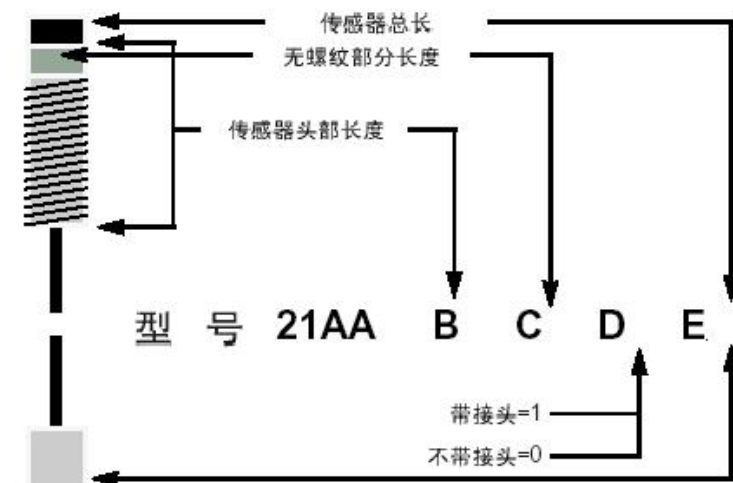 传感器总长
无螺纹部分长度
传感器头部长度
型 号 21AA B C D E
带接头=1
不带接头=0